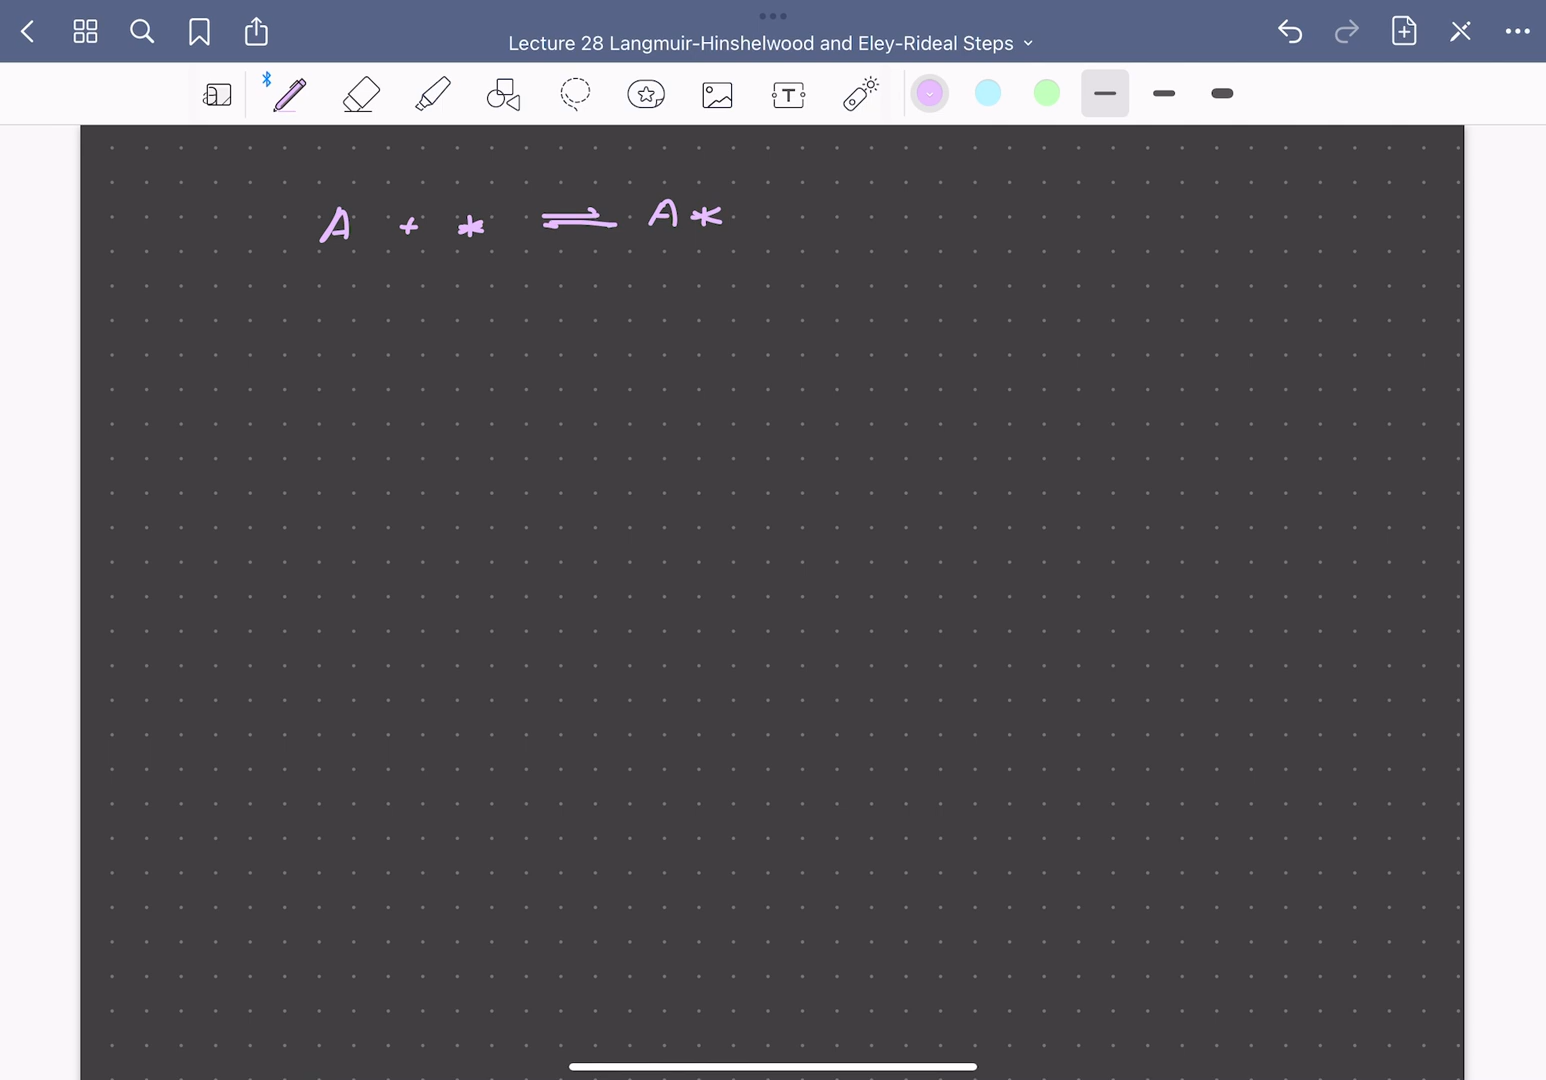 Lecture 28 Langmuir-Hinshelwood and Eley-Rideal Steps
A + * ⇌ A*